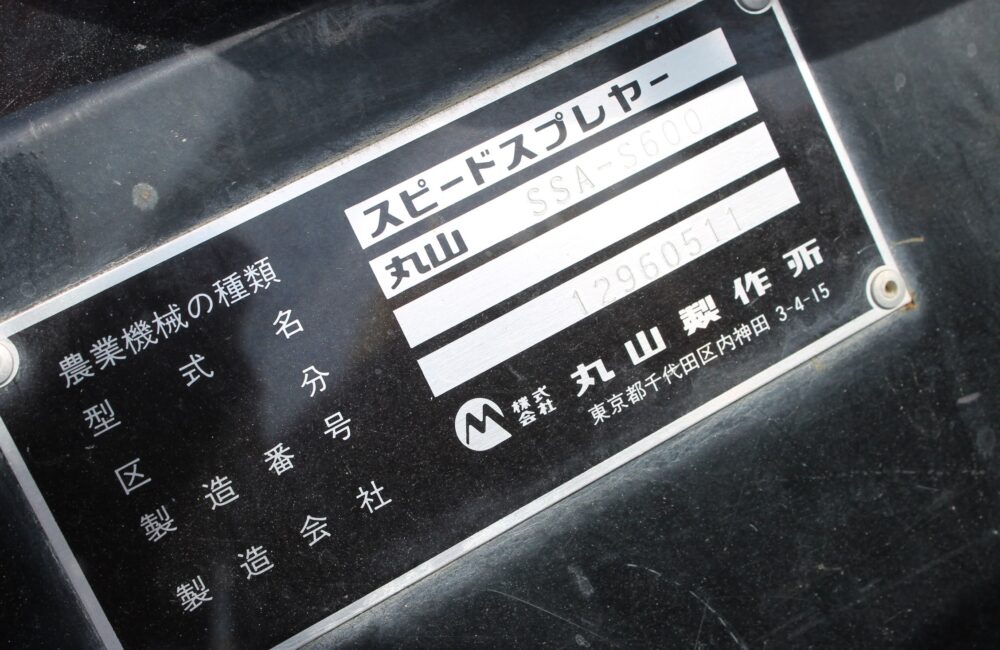 農業機械の種類 スピードスプレヤー
型式名 丸山 SSA-S600
区分
製造番号 12960511
製造会社 株式会社 丸山製作所
東京都千代田区内神田 3-4-15